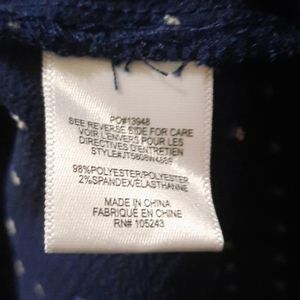 PO#13948
SEE REVERSE SIDE FOR CARE
VOIR L'ENVERS POUR LES
DIRECTIVES D'ENTRETIEN
STYLE#JT5808W4889
98%POLYESTER/POLYESTER
2%SPANDEX/ELASTHANNE
MADE IN CHINA
FABRIQUÉ EN CHINE
RN# 105243